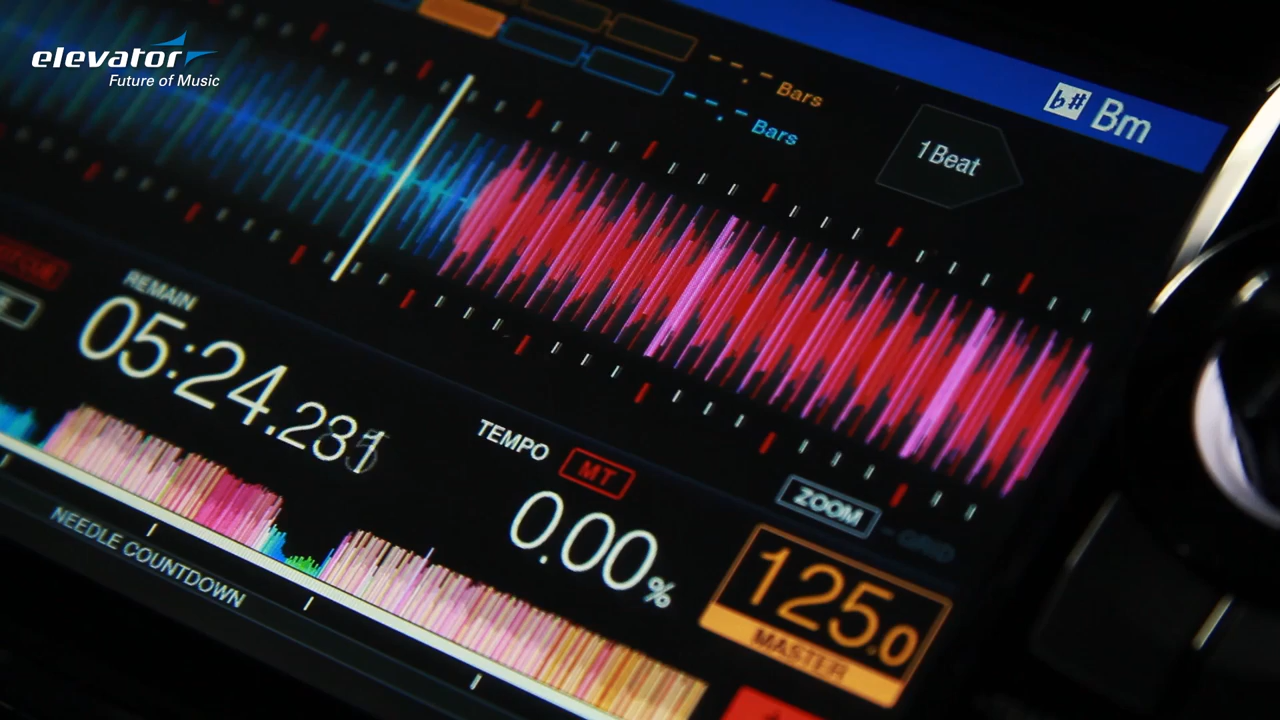 elevator
Future of Music
Bars
Bars
1Beat
b# Bm
REMAIN
05:24.231
TEMPO
MT
0.00%
ZOOM
GRID
125.0
MASTER
NEEDLE COUNTDOWN